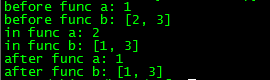 before func a: 1
before func b: [2, 3]
in func a: 2
in func b: [1, 3]
after func a: 1
after func b: [1, 3]